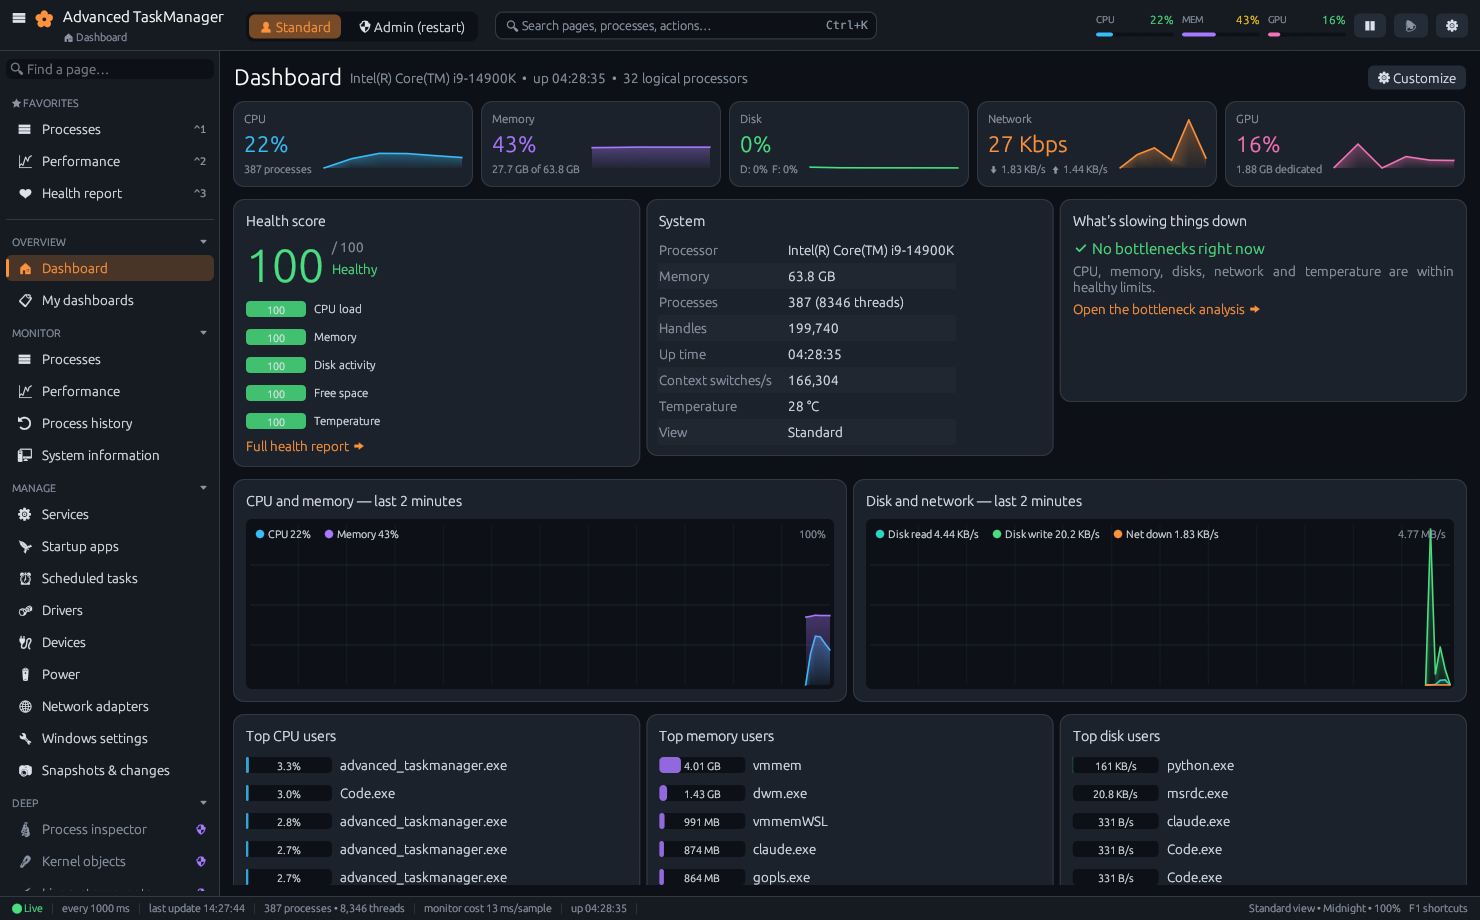 Advanced TaskManager
Dashboard
Standard
Admin (restart)
Search pages, processes, actions…
Ctrl+K
CPU 22%
MEM 43%
GPU 16%
Find a page…
FAVORITES
Processes ^1
Performance ^2
Health report ^3
OVERVIEW
Dashboard
My dashboards
MONITOR
Processes
Performance
Process history
System information
MANAGE
Services
Startup apps
Scheduled tasks
Drivers
Devices
Power
Network adapters
Windows settings
Snapshots & changes
DEEP
Process inspector
Kernel objects
Dashboard Intel(R) Core(TM) i9-14900K • up 04:28:35 • 32 logical processors
Customize
CPU
22%
387 processes
Memory
43%
27.7 GB of 63.8 GB
Disk
0%
D: 0% F: 0%
Network
27 Kbps
1.83 KB/s 1.44 KB/s
GPU
16%
1.88 GB dedicated
Health score
100 / 100
Healthy
100 CPU load
100 Memory
100 Disk activity
100 Free space
100 Temperature
Full health report
System
Processor Intel(R) Core(TM) i9-14900K
Memory 63.8 GB
Processes 387 (8346 threads)
Handles 199,740
Up time 04:28:35
Context switches/s 166,304
Temperature 28 °C
View Standard
What's slowing things down
No bottlenecks right now
CPU, memory, disks, network and temperature are within
healthy limits.
Open the bottleneck analysis
CPU and memory — last 2 minutes
CPU 22% Memory 43% 100%
Disk and network — last 2 minutes
Disk read 4.44 KB/s Disk write 20.2 KB/s Net down 1.83 KB/s 4.77 MB/s
Top CPU users
3.3% advanced_taskmanager.exe
3.0% Code.exe
2.8% advanced_taskmanager.exe
2.7% advanced_taskmanager.exe
2.7% advanced_taskmanager.exe
Top memory users
4.01 GB vmmem
1.43 GB dwm.exe
991 MB vmmemWSL
874 MB claude.exe
864 MB gopls.exe
Top disk users
161 KB/s python.exe
20.8 KB/s msrdc.exe
331 B/s claude.exe
331 B/s Code.exe
331 B/s Code.exe
Live
every 1000 ms
last update 14:27:44
387 processes • 8,346 threads
monitor cost 13 ms/sample
up 04:28:35
Standard view • Midnight • 100% F1 shortcuts